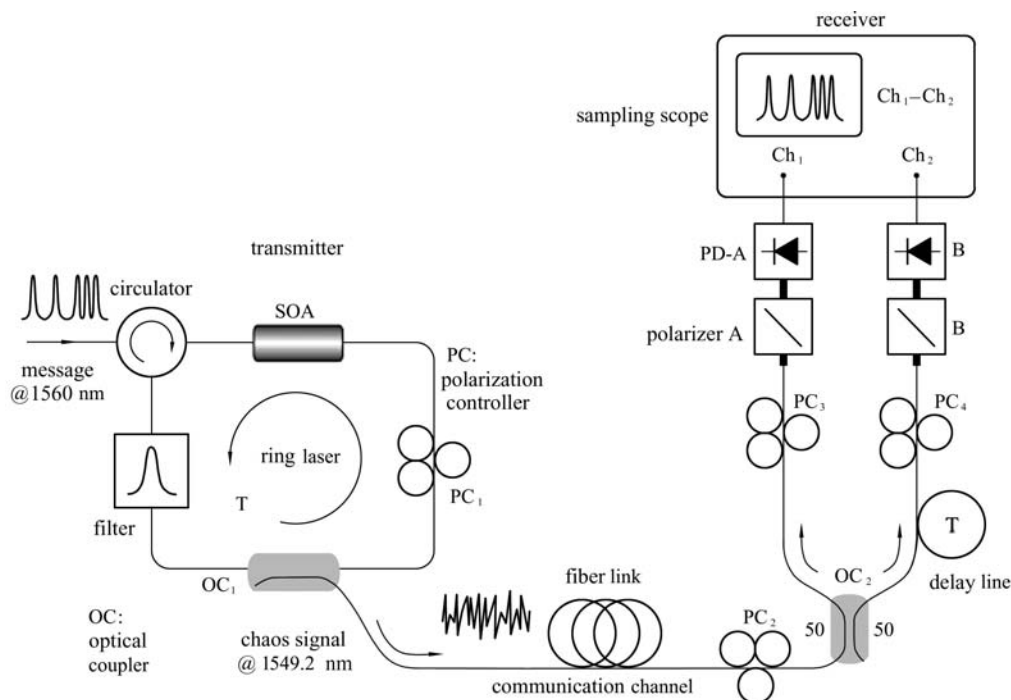 receiver
sampling scope
Ch₁–Ch₂
Ch₁
Ch₂
PD-A
B
polarizer A
B
PC₃
PC₄
T
delay line
OC₂
50
50
transmitter
circulator
SOA
message
@1560 nm
PC:
polarization
controller
ring laser
T
PC₁
filter
OC₁
OC:
optical
coupler
chaos signal
@ 1549.2 nm
fiber link
PC₂
communication channel